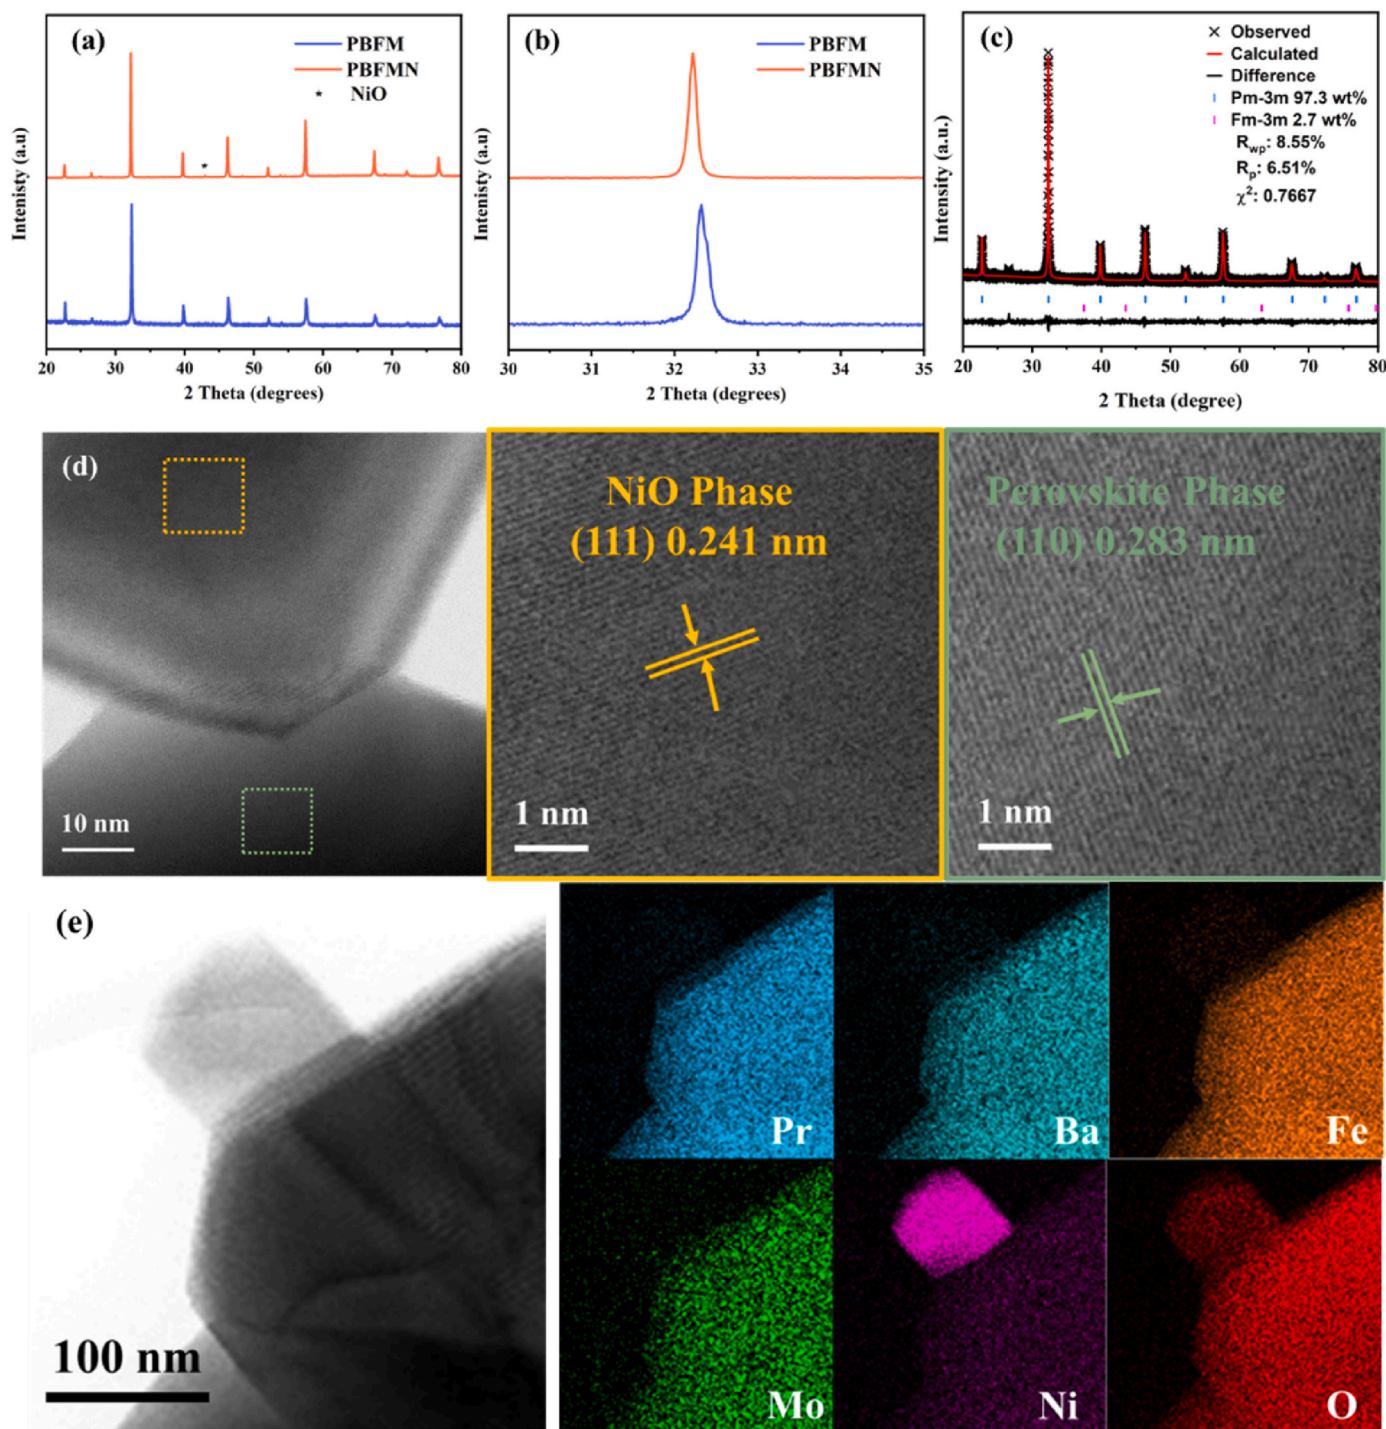 (a)
PBFM
PBFMN
* NiO
Intenisty (a.u)
20 30 40 50 60 70 80
2 Theta (degrees)
(b)
PBFM
PBFMN
Intenisty (a.u)
30 31 32 33 34 35
2 Theta (degrees)
(c)
Observed
Calculated
Difference
Pm-3m 97.3 wt%
Fm-3m 2.7 wt%
Rwp: 8.55%
Rp: 6.51%
χ2: 0.7667
Intensity (a.u.)
20 30 40 50 60 70 80
2 Theta (degree)
(d)
10 nm
NiO Phase
(111) 0.241 nm
1 nm
Perovskite Phase
(110) 0.283 nm
1 nm
(e)
100 nm
Pr
Ba
Fe
Mo
Ni
O